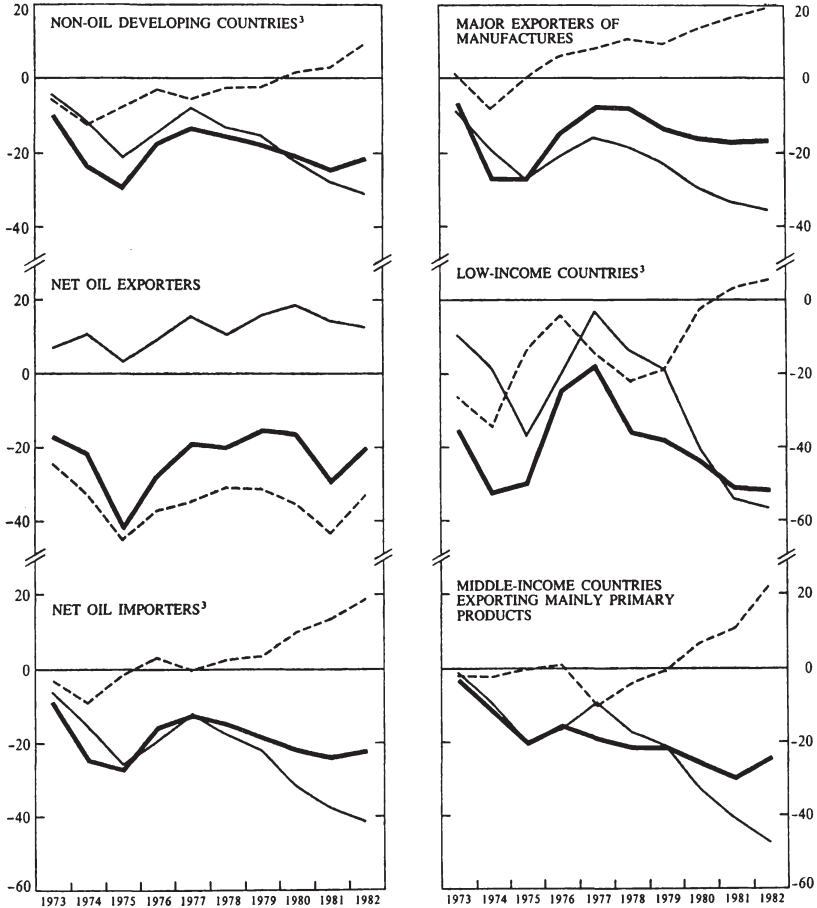 20
NON-OIL DEVELOPING COUNTRIES³
0
-20
-40
NET OIL EXPORTERS
20
0
-20
-40
NET OIL IMPORTERS³
20
0
-20
-40
-60
1973 1974 1975 1976 1977 1978 1979 1980 1981 1982
MAJOR EXPORTERS OF
MANUFACTURES
20
0
-20
-40
LOW-INCOME COUNTRIES³
0
-20
-40
-60
MIDDLE-INCOME COUNTRIES
EXPORTING MAINLY PRIMARY
PRODUCTS
20
0
-20
-40
-60
1973 1974 1975 1976 1977 1978 1979 1980 1981 1982